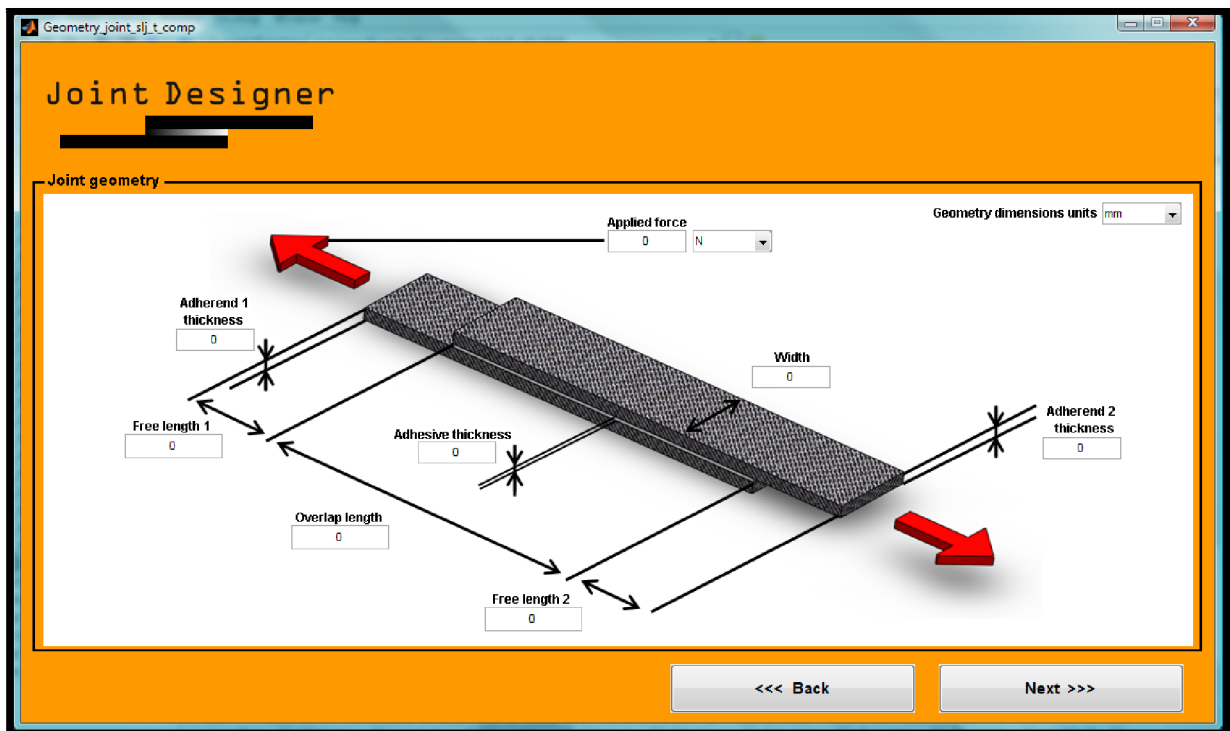 Geometry_joint_slj_t_comp
Joint Designer
Joint geometry
Geometry dimensions units mm
Applied force
0 N
Adherend 1
thickness
0
Width
0
Free length 1
0
Adhesive thickness
0
Adherend 2
thickness
0
Overlap length
0
Free length 2
0
<<< Back
Next >>>